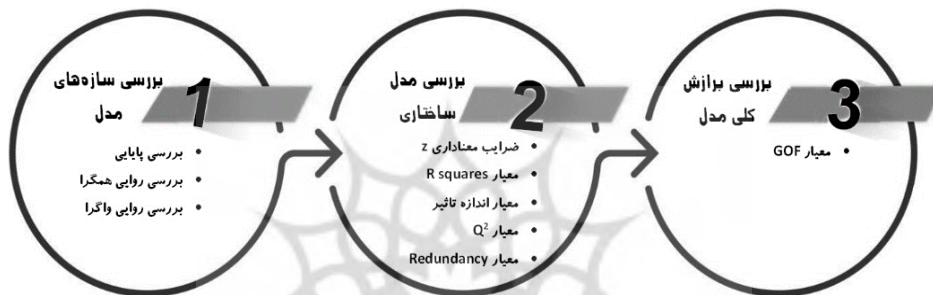 1
بررسی سازه‌های
مدل
• بررسی پایایی
• بررسی روایی همگرا
• بررسی روایی واگرا
2
بررسی مدل
ساختاری
• ضرایب معناداری z
• معیار R squares
• معیار اندازه تاثیر
• معیار Q²
• معیار Redundancy
3
بررسی برازش
کلی مدل
• معیار GOF